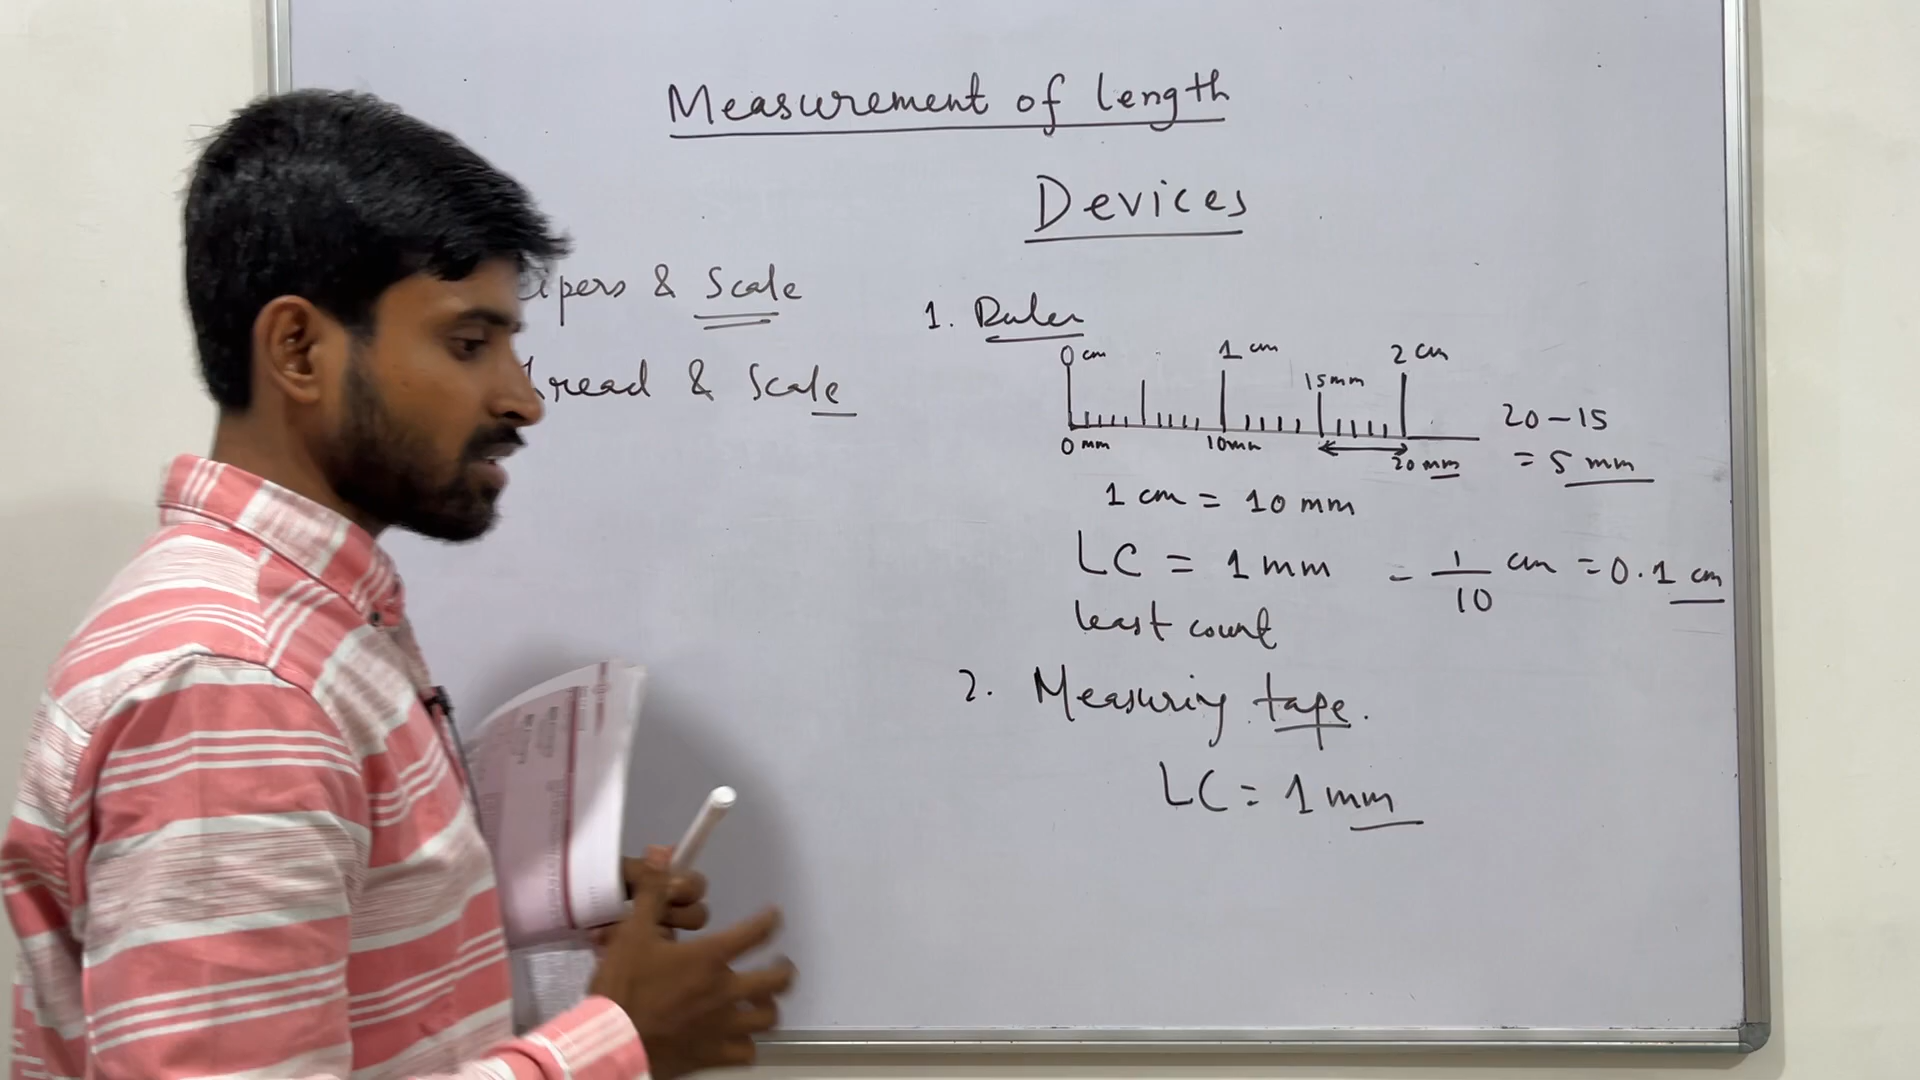 Measurement of length
Devices
& Scale
& Scale
1. Ruler
0 cm 1 cm 15mm 2 cm
0 mm 10mm 20 mm
20 - 15
= 5 mm
1 cm = 10 mm
LC = 1 mm = 1/10 cm = 0.1 cm
least count
2. Measuring tape.
LC = 1 mm